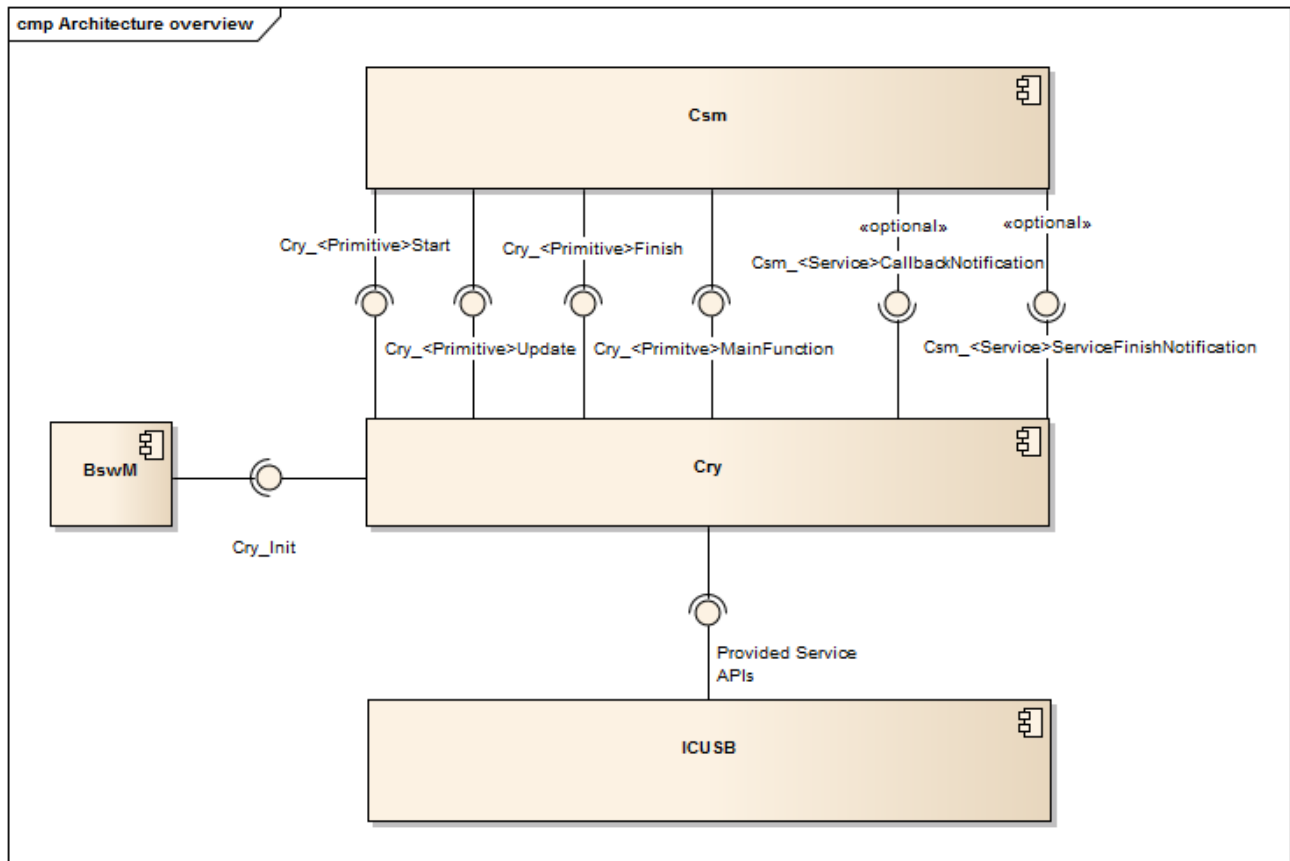 cmp Architecture overview
Csm
«optional»
«optional»
Cry_<Primitive>Start
Cry_<Primitive>Finish
Csm_<Service>CallbackNotification
Cry_<Primitive>Update
Cry_<Primitve>MainFunction
Csm_<Service>ServiceFinishNotification
BswM
Cry
Cry_Init
Provided Service
APIs
ICUSB